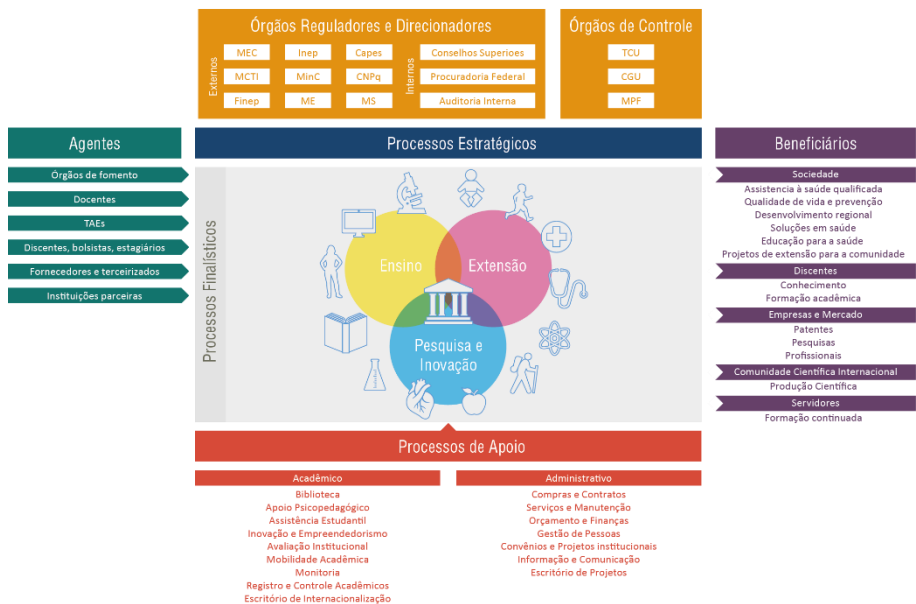 Órgãos Reguladores e Direcionadores
Externos
MEC
Inep
Capes
MCTI
MinC
CNPq
Finep
ME
MS
Internos
Conselhos Superioes
Procuradoria Federal
Auditoria Interna
Órgãos de Controle
TCU
CGU
MPF
Agentes
Órgãos de fomento
Docentes
TAEs
Discentes, bolsistas, estagiários
Fornecedores e terceirizados
Instituições parceiras
Processos Estratégicos
Processos Finalísticos
Ensino
Extensão
Pesquisa e
Inovação
Beneficiários
Sociedade
Assistencia à saúde qualificada
Qualidade de vida e prevenção
Desenvolvimento regional
Soluções em saúde
Educação para a saúde
Projetos de extensão para a comunidade
Discentes
Conhecimento
Formação acadêmica
Empresas e Mercado
Patentes
Pesquisas
Profissionais
Comunidade Científica Internacional
Produção Científica
Servidores
Formação continuada
Processos de Apoio
Acadêmico
Biblioteca
Apoio Psicopedagógico
Assistência Estudantil
Inovação e Empreendedorismo
Avaliação Institucional
Mobilidade Acadêmica
Monitoria
Registro e Controle Acadêmicos
Escritório de Internacionalização
Administrativo
Compras e Contratos
Serviços e Manutenção
Orçamento e Finanças
Gestão de Pessoas
Convênios e Projetos institucionais
Informação e Comunicação
Escritório de Projetos